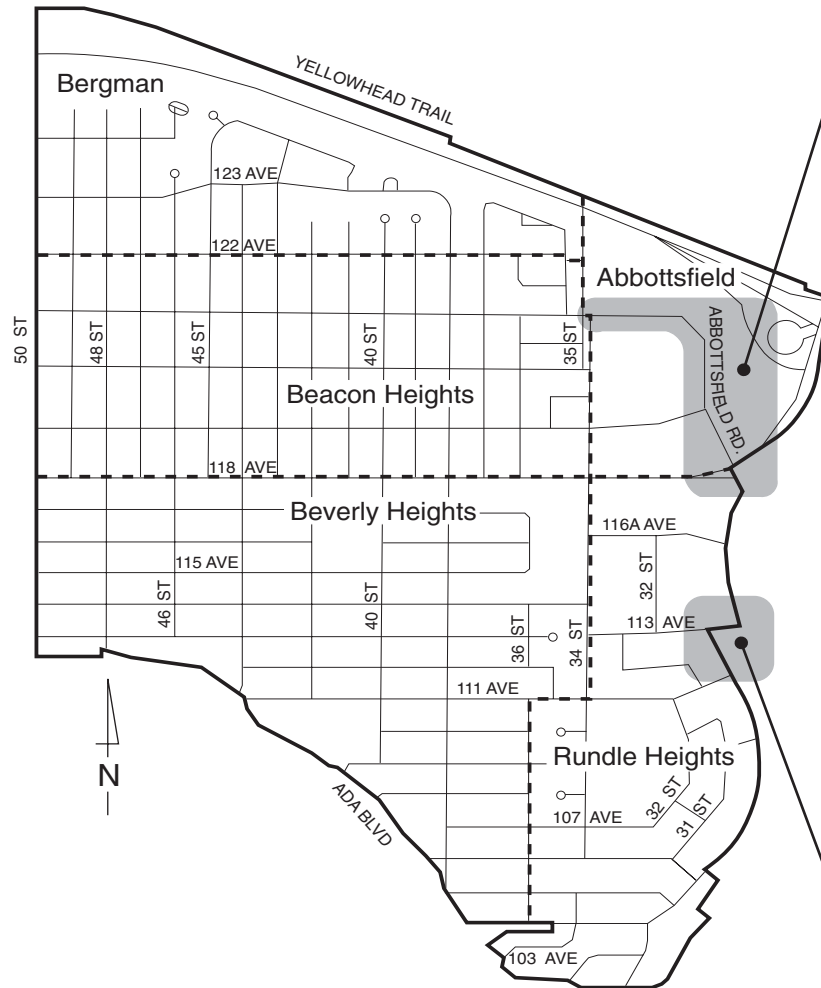 Bergman
YELLOWHEAD TRAIL
123 AVE
122 AVE
Abbottsfield
50 ST
48 ST
45 ST
40 ST
35 ST
ABBOTTSFIELD RD.
Beacon Heights
118 AVE
Beverly Heights
116A AVE
115 AVE
32 ST
46 ST
40 ST
36 ST
34 ST
113 AVE
111 AVE
N
Rundle Heights
ADA BLVD
32 ST
31 ST
107 AVE
103 AVE